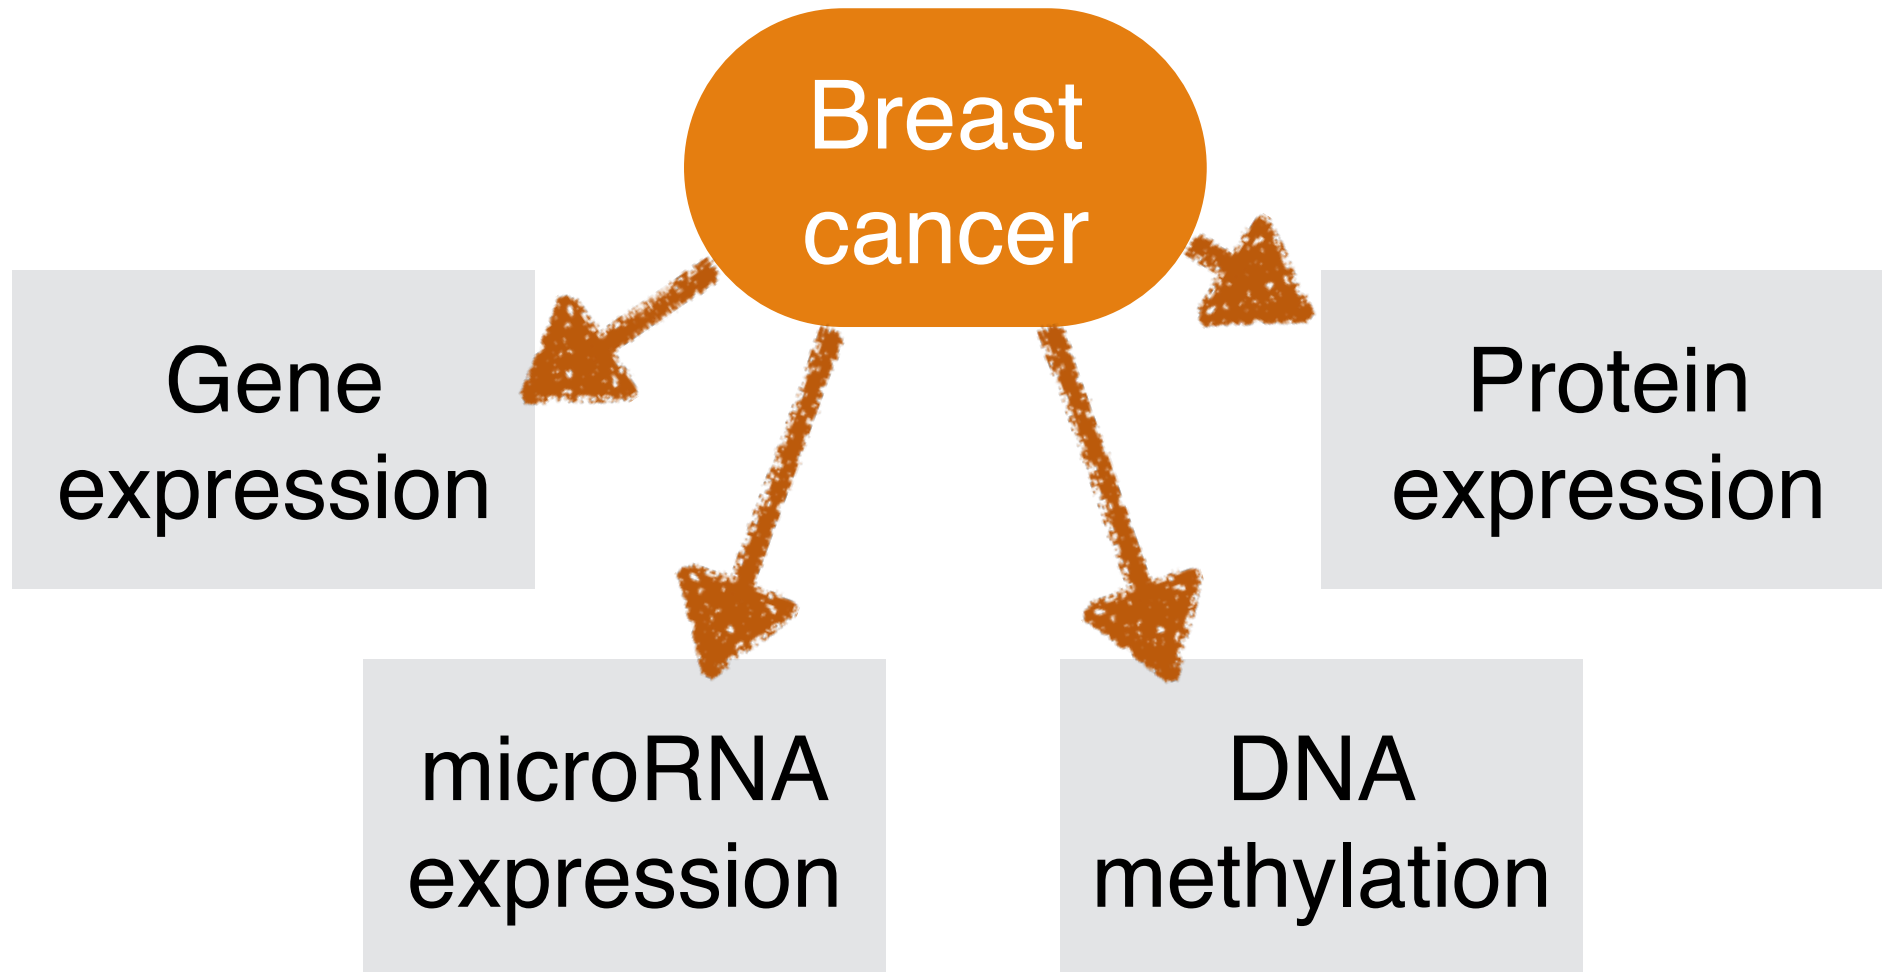 Breast
cancer
Gene
expression
Protein
expression
microRNA
expression
DNA
methylation